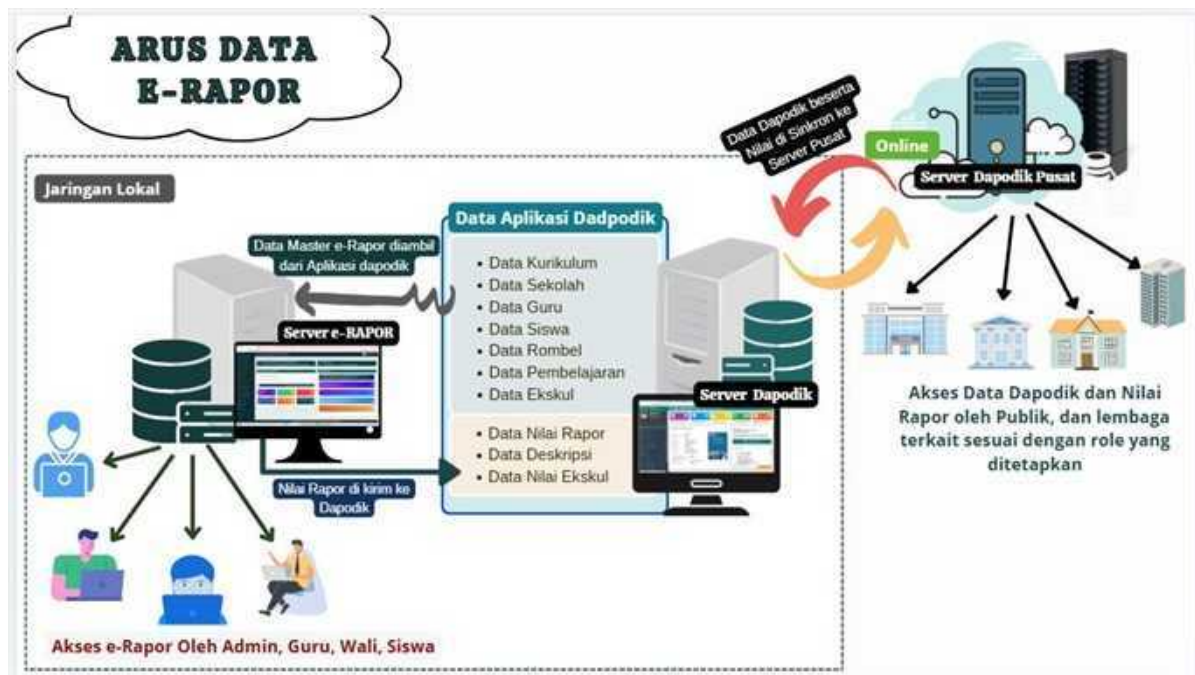 ARUS DATA
E-RAPOR
Data Dapodik beserta
Nilai di Sinkron ke
Server Pusat
Online
Server Dapodik Pusat
Jaringan Lokal
Data Aplikasi Dadpodik
Data Master e-Rapor diambil
dari Aplikasi dapodik
• Data Kurikulum
• Data Sekolah
• Data Guru
• Data Siswa
• Data Rombel
• Data Pembelajaran
• Data Ekskul
Server e-RAPOR
Server Dapodik
• Data Nilai Rapor
• Data Deskripsi
• Data Nilai Ekskul
Nilai Rapor di kirim ke
Dapodik
Akses Data Dapodik dan Nilai
Rapor oleh Publik, dan lembaga
terkait sesuai dengan role yang
ditetapkan
Akses e-Rapor Oleh Admin, Guru, Wali, Siswa